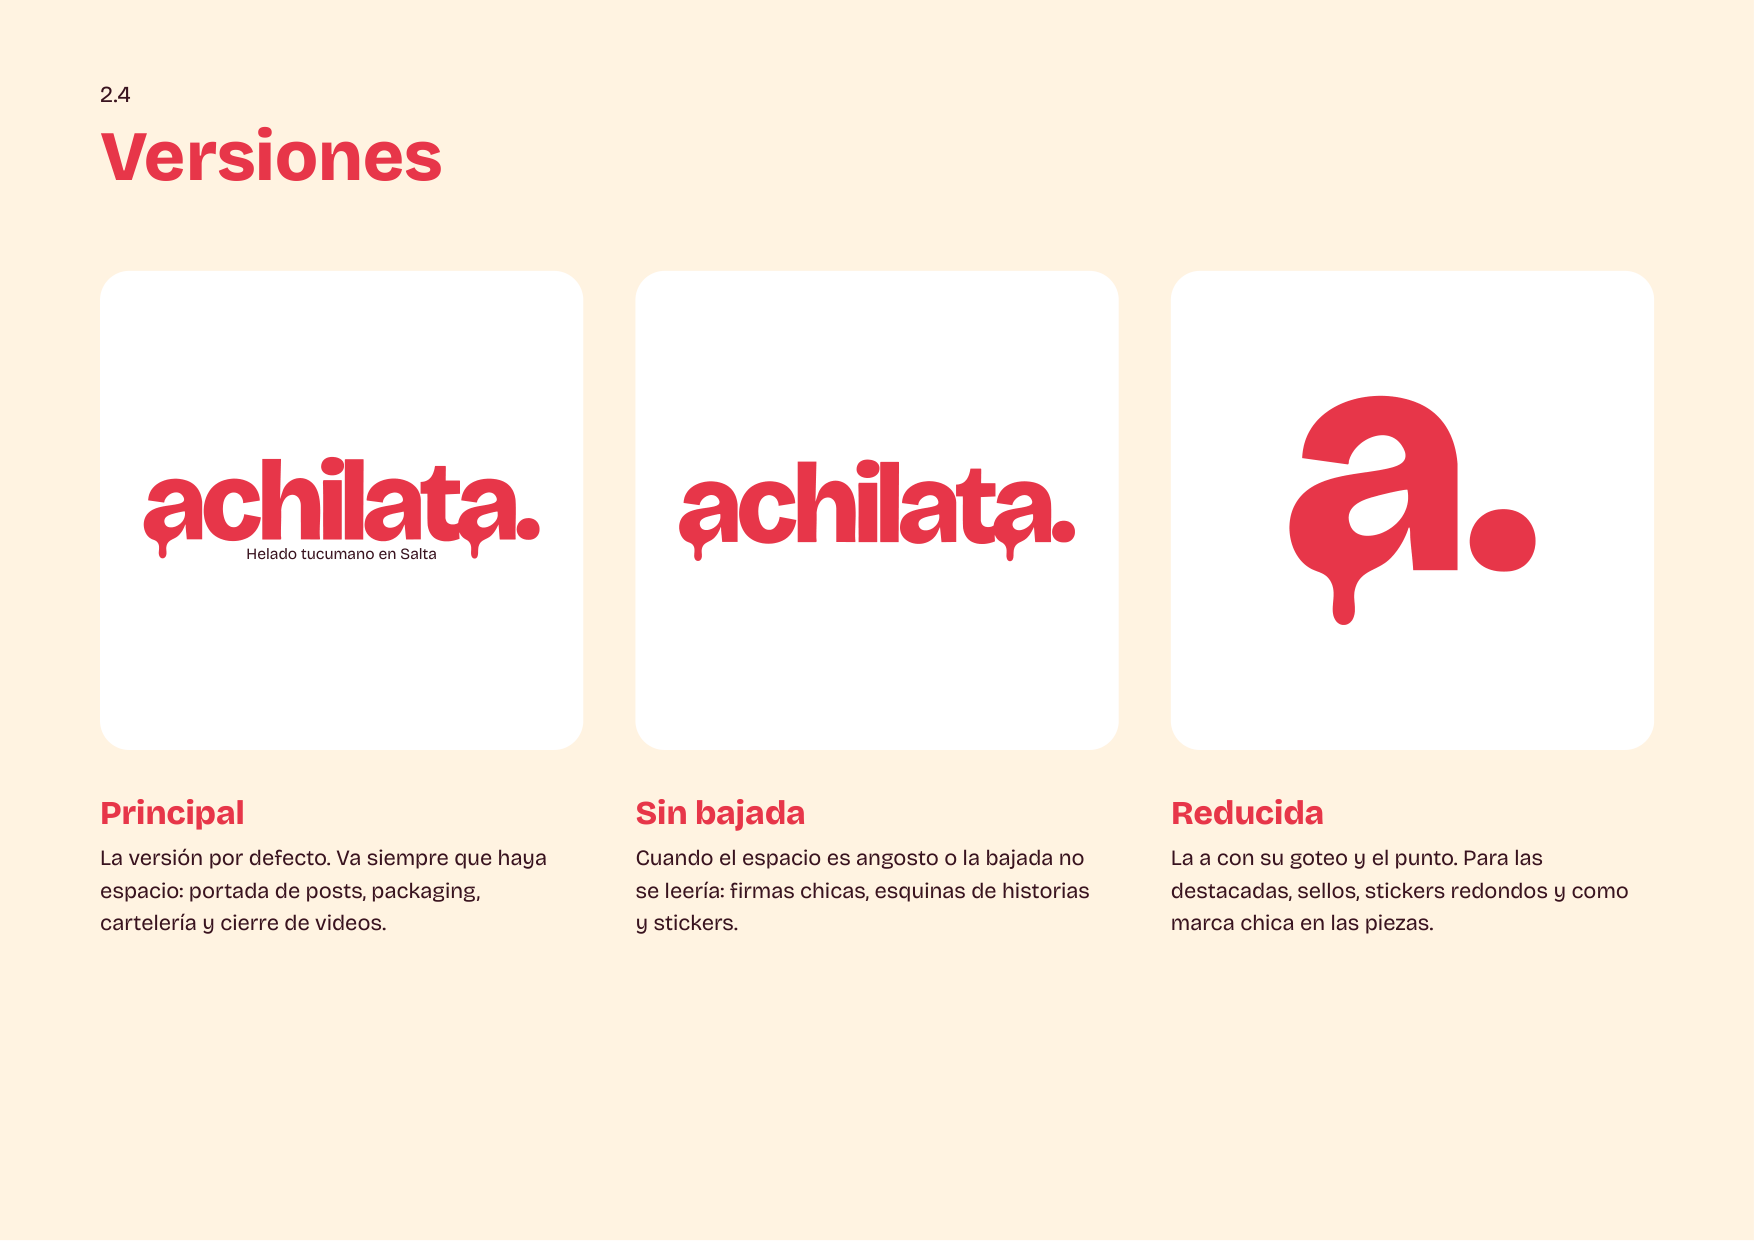 2.4
Versiones
achilata.
Helado tucumano en Salta
achilata.
a.
Principal
La versión por defecto. Va siempre que haya
espacio: portada de posts, packaging,
cartelería y cierre de videos.
Sin bajada
Cuando el espacio es angosto o la bajada no
se leería: firmas chicas, esquinas de historias
y stickers.
Reducida
La a con su goteo y el punto. Para las
destacadas, sellos, stickers redondos y como
marca chica en las piezas.